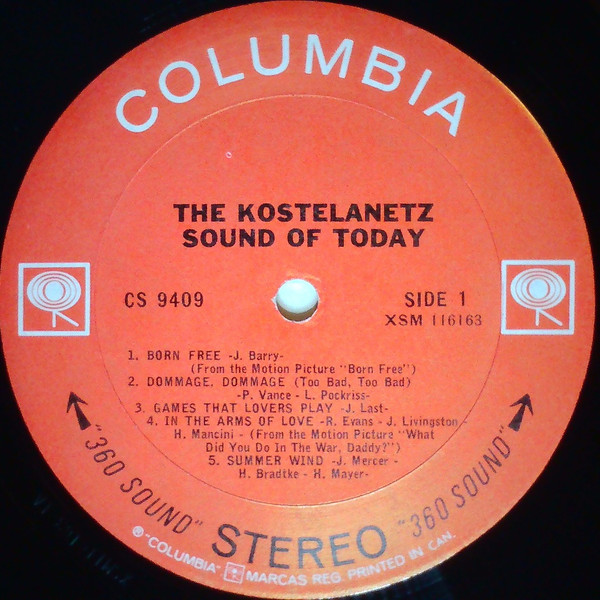 COLUMBIA
THE KOSTELANETZ
SOUND OF TODAY
CS 9409
SIDE 1
XSM 116163
1. BORN FREE -J. Barry-
(From the Motion Picture "Born Free")
2. DOMMAGE, DOMMAGE (Too Bad, Too Bad)
-P. Vance - L. Pockriss-
3. GAMES THAT LOVERS PLAY -J. Last-
4. IN THE ARMS OF LOVE -R. Evans - J. Livingston -
H. Mancini - (From the Motion Picture "What
Did You Do In The War, Daddy?")
5. SUMMER WIND -J. Mercer -
H. Bradtke - H. Mayer-
"360 SOUND" STEREO "360 SOUND"
® "COLUMBIA" MARCAS REG. PRINTED IN CAN.